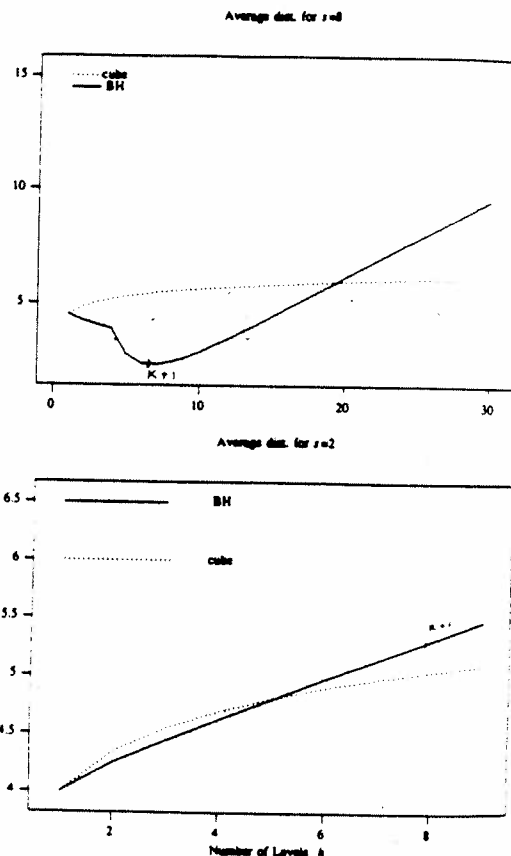 Average dist. for s=8
15
cube
BH
10
5
K+1
0
10
20
30
Average dist. for s=2
6.5
BH
6
cube
5.5
K+1
5
4.5
4
2
4
6
8
Number of Levels h